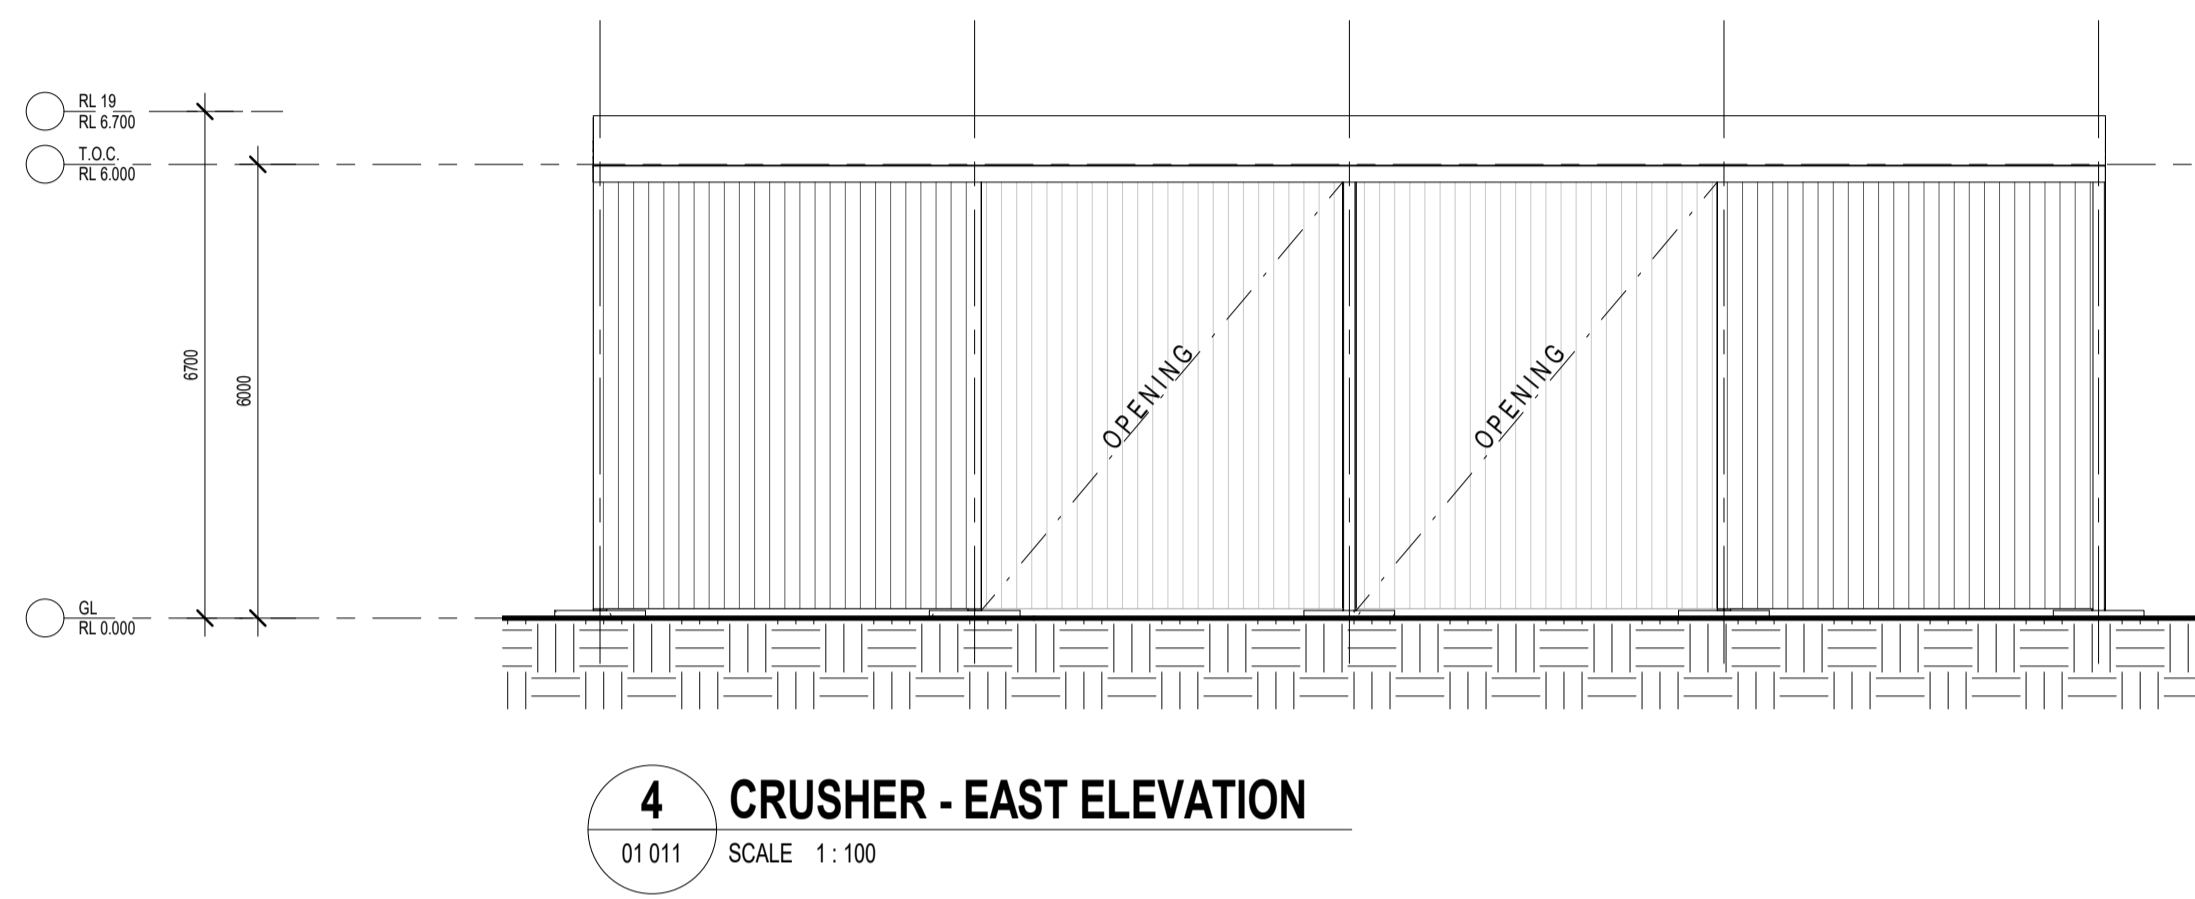 RL 19
RL 6.700
T.O.C.
RL 6.000
6700
6000
OPENING
OPENING
GL
RL 0.000
4
CRUSHER - EAST ELEVATION
01 011
SCALE 1 : 100